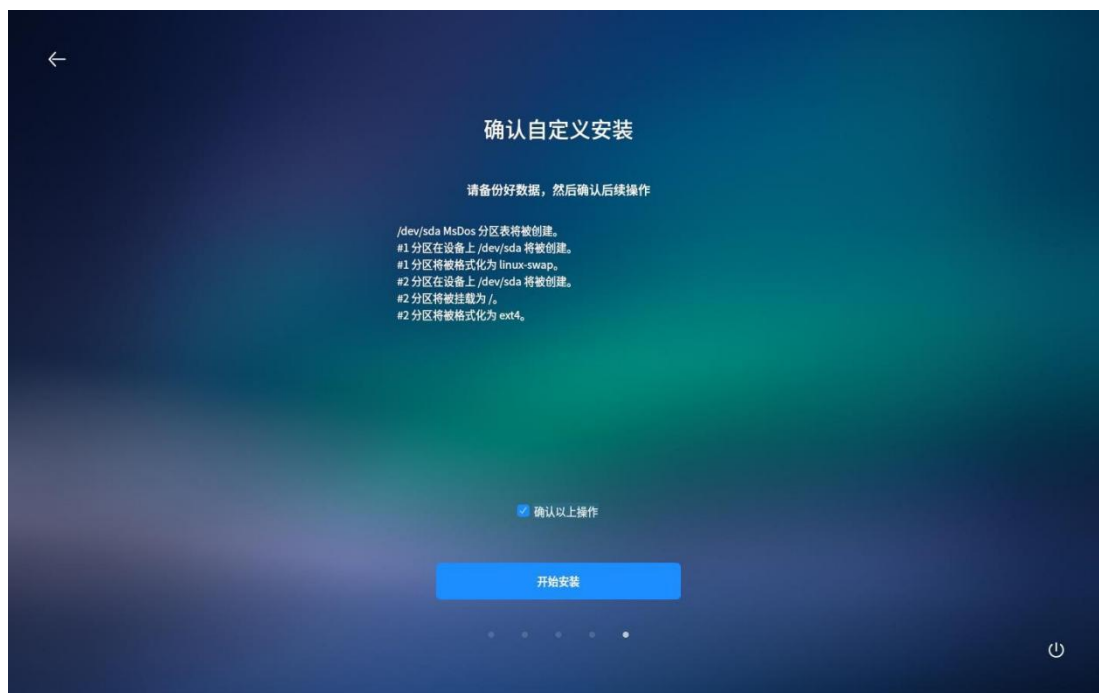 确认自定义安装
请备份好数据，然后确认后续操作
/dev/sda MsDos 分区表将被创建。
#1 分区在设备上 /dev/sda 将被创建。
#1 分区将被格式化为 linux-swap。
#2 分区在设备上 /dev/sda 将被创建。
#2 分区将被挂载为 /。
#2 分区将被格式化为 ext4。
确认以上操作
开始安装